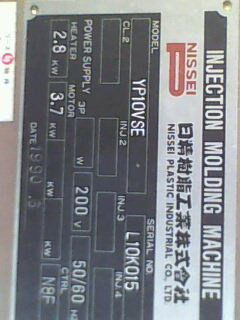 INJECTION MOLDING MACHINE
NISSEI
日精樹脂工業株式会社
NISSEI PLASTIC INDUSTRIAL CO. LTD.
MODEL YP10VSE SERIAL NO. L10K015
CL.2 INJ.2 INJ.3 INJ.4
POWER SUPPLY 3P W 200 V 50/60 HZ
HEATER 2.8 KW MOTOR 3.7 KW CTRL N8F
DATE 1990 3